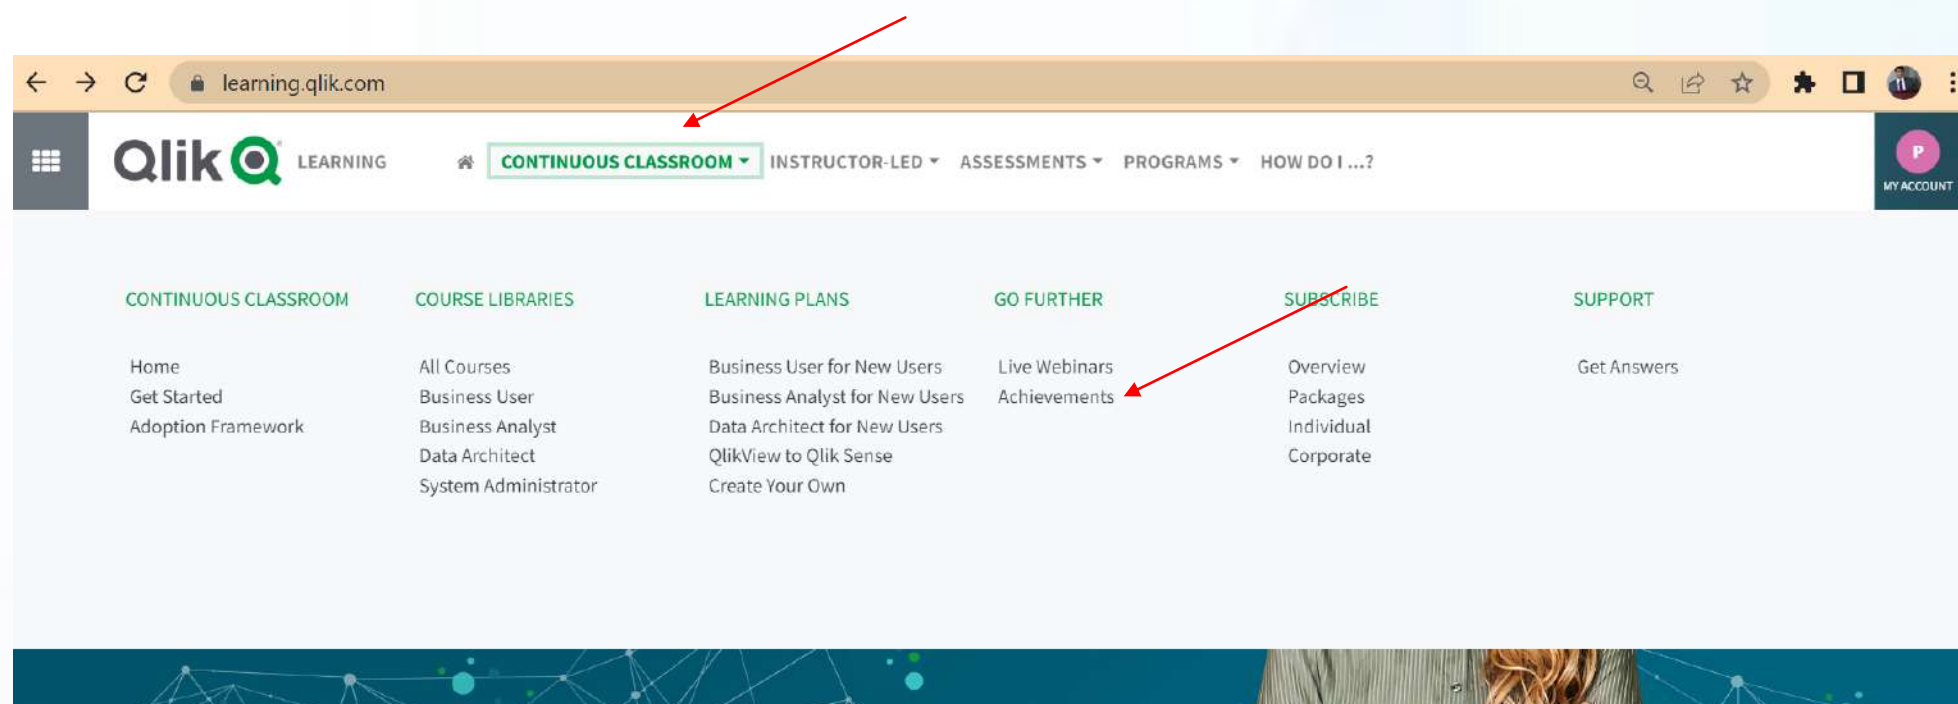 learning.qlik.com
Qlik LEARNING CONTINUOUS CLASSROOM INSTRUCTOR-LED ASSESSMENTS PROGRAMS HOW DO I ...?
P
MY ACCOUNT
CONTINUOUS CLASSROOM
Home
Get Started
Adoption Framework
COURSE LIBRARIES
All Courses
Business User
Business Analyst
Data Architect
System Administrator
LEARNING PLANS
Business User for New Users
Business Analyst for New Users
Data Architect for New Users
QlikView to Qlik Sense
Create Your Own
GO FURTHER
Live Webinars
Achievements
SUBSCRIBE
Overview
Packages
Individual
Corporate
SUPPORT
Get Answers